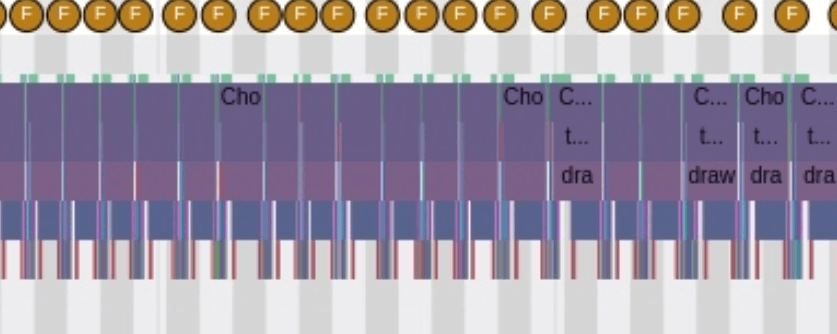 F F F F F F F F F F F F F F F F F F F
Cho Cho C... C... Cho C...
t... t... t... t...
dra draw dra dra